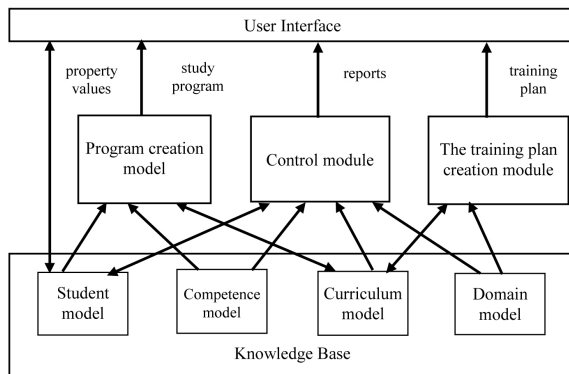 User Interface
property
values
study
program
reports
training
plan
Program creation
model
Control module
The training plan
creation module
Student
model
Competence
model
Curriculum
model
Domain
model
Knowledge Base